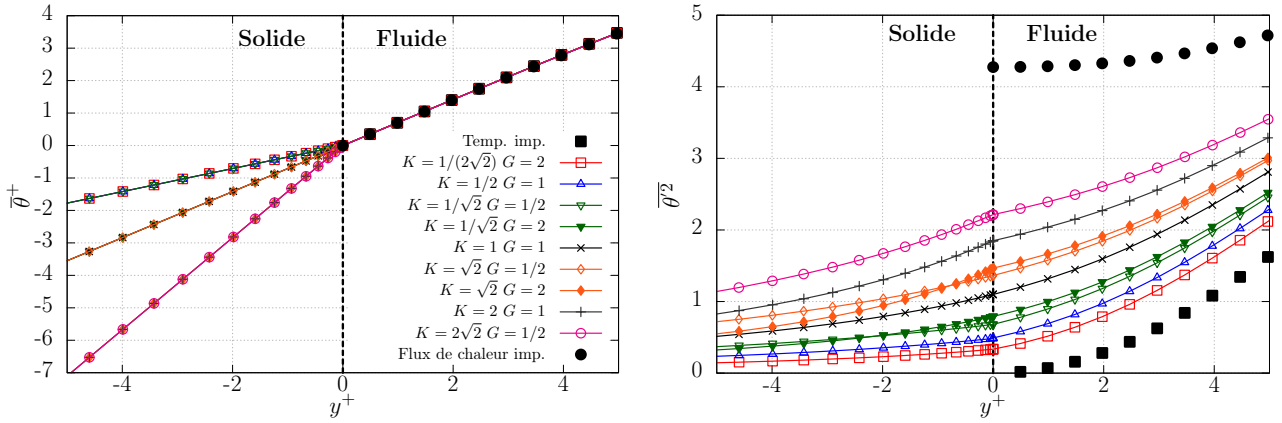 4
3
2
1
0
-1
-2
-3
-4
-5
-6
-7
-4
-2
0
2
4
θ̅⁺
y⁺
Solide
Fluide
Temp. imp.
K = 1/(2√2) G = 2
K = 1/2 G = 1
K = 1/√2 G = 1/2
K = 1/√2 G = 2
K = 1 G = 1
K = √2 G = 1/2
K = √2 G = 2
K = 2 G = 1
K = 2√2 G = 1/2
Flux de chaleur imp.
5
4
3
2
1
0
-4
-2
0
2
4
θ̅′²
y⁺
Solide
Fluide